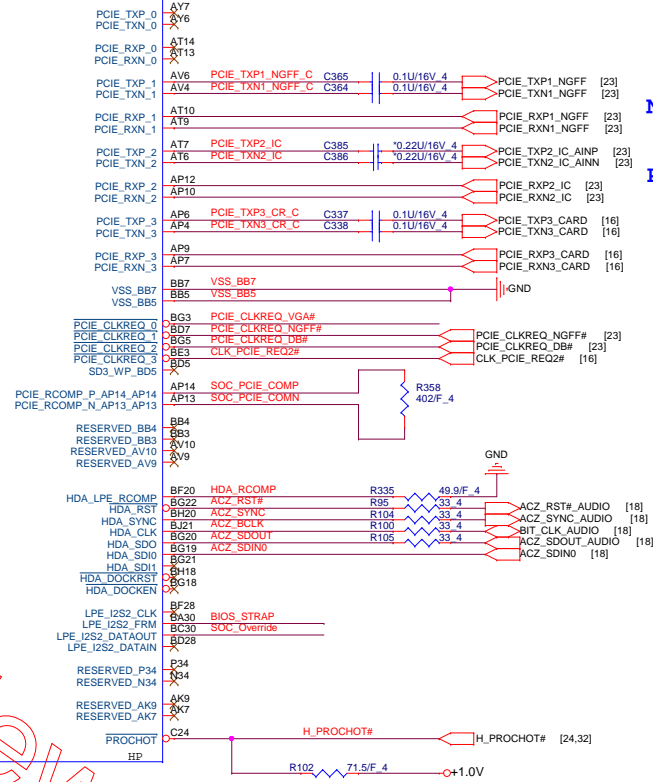 PCIE_TXP_0 AY7
PCIE_TXN_0 AY6
PCIE_RXP_0 AT14
PCIE_RXN_0 AT13
PCIE_TXP_1 AV6 PCIE_TXP1_NGFF_C C365 0.1U/16V_4 PCIE_TXP1_NGFF [23]
PCIE_TXN_1 AV4 PCIE_TXN1_NGFF_C C364 0.1U/16V_4 PCIE_TXN1_NGFF [23]
PCIE_RXP_1 AT10 PCIE_RXP1_NGFF [23]
PCIE_RXN_1 AT9 PCIE_RXN1_NGFF [23]
PCIE_TXP_2 AT7 PCIE_TXP2_IC C385 *0.22U/16V_4 PCIE_TXP2_IC_AINP [23]
PCIE_TXN_2 AT6 PCIE_TXN2_IC C386 *0.22U/16V_4 PCIE_TXN2_IC_AINN [23]
PCIE_RXP_2 AP12 PCIE_RXP2_IC [23]
PCIE_RXN_2 AP10 PCIE_RXN2_IC [23]
PCIE_TXP_3 AP6 PCIE_TXP3_CR_C C337 0.1U/16V_4 PCIE_TXP3_CARD [16]
PCIE_TXN_3 AP4 PCIE_TXN3_CR_C C338 0.1U/16V_4 PCIE_TXN3_CARD [16]
PCIE_RXP_3 AP9 PCIE_RXP3_CARD [16]
PCIE_RXN_3 AP7 PCIE_RXN3_CARD [16]
VSS_BB7 BB7 VSS_BB7 GND
VSS_BB5 BB5 VSS_BB5
PCIE_CLKREQ_0 BG3 PCIE_CLKREQ_VGA#
PCIE_CLKREQ_1 BD7 PCIE_CLKREQ_NGFF# PCIE_CLKREQ_NGFF# [23]
PCIE_CLKREQ_2 BG5 PCIE_CLKREQ_DB# PCIE_CLKREQ_DB# [23]
PCIE_CLKREQ_3 BE3 CLK_PCIE_REQ2# CLK_PCIE_REQ2# [16]
SD3_WP_BD5 BD5
PCIE_RCOMP_P_AP14_AP14 AP14 SOC_PCIE_COMP R358
PCIE_RCOMP_N_AP13_AP13 AP13 SOC_PCIE_COMN 402/F_4
RESERVED_BB4 BB4
RESERVED_BB3 BB3
RESERVED_AV10 AV10
RESERVED_AV9 AV9
GND
HDA_LPE_RCOMP BF20 HDA_RCOMP R335 49.9/F_4
HDA_RST BG22 ACZ_RST# R95 33_4 ACZ_RST#_AUDIO [18]
HDA_SYNC BH20 ACZ_SYNC R104 33_4 ACZ_SYNC_AUDIO [18]
HDA_CLK BJ21 ACZ_BCLK R100 33_4 BIT_CLK_AUDIO [18]
HDA_SDO BG20 ACZ_SDOUT R105 33_4 ACZ_SDOUT_AUDIO [18]
HDA_SDI0 BG19 ACZ_SDIN0 ACZ_SDIN0 [18]
HDA_SDI1 BG21
HDA_DOCKRST BH18
HDA_DOCKEN BG18
LPE_I2S2_CLK BF28
LPE_I2S2_FRM BA30 BIOS_STRAP
LPE_I2S2_DATAOUT BC30 SOC_Override
LPE_I2S2_DATAIN BD28
RESERVED_P34 P34
RESERVED_N34 N34
RESERVED_AK9 AK9
RESERVED_AK7 AK7
PROCHOT C24 H_PROCHOT# H_PROCHOT# [24,32]
HP
R102 71.5/F_4 +1.0V